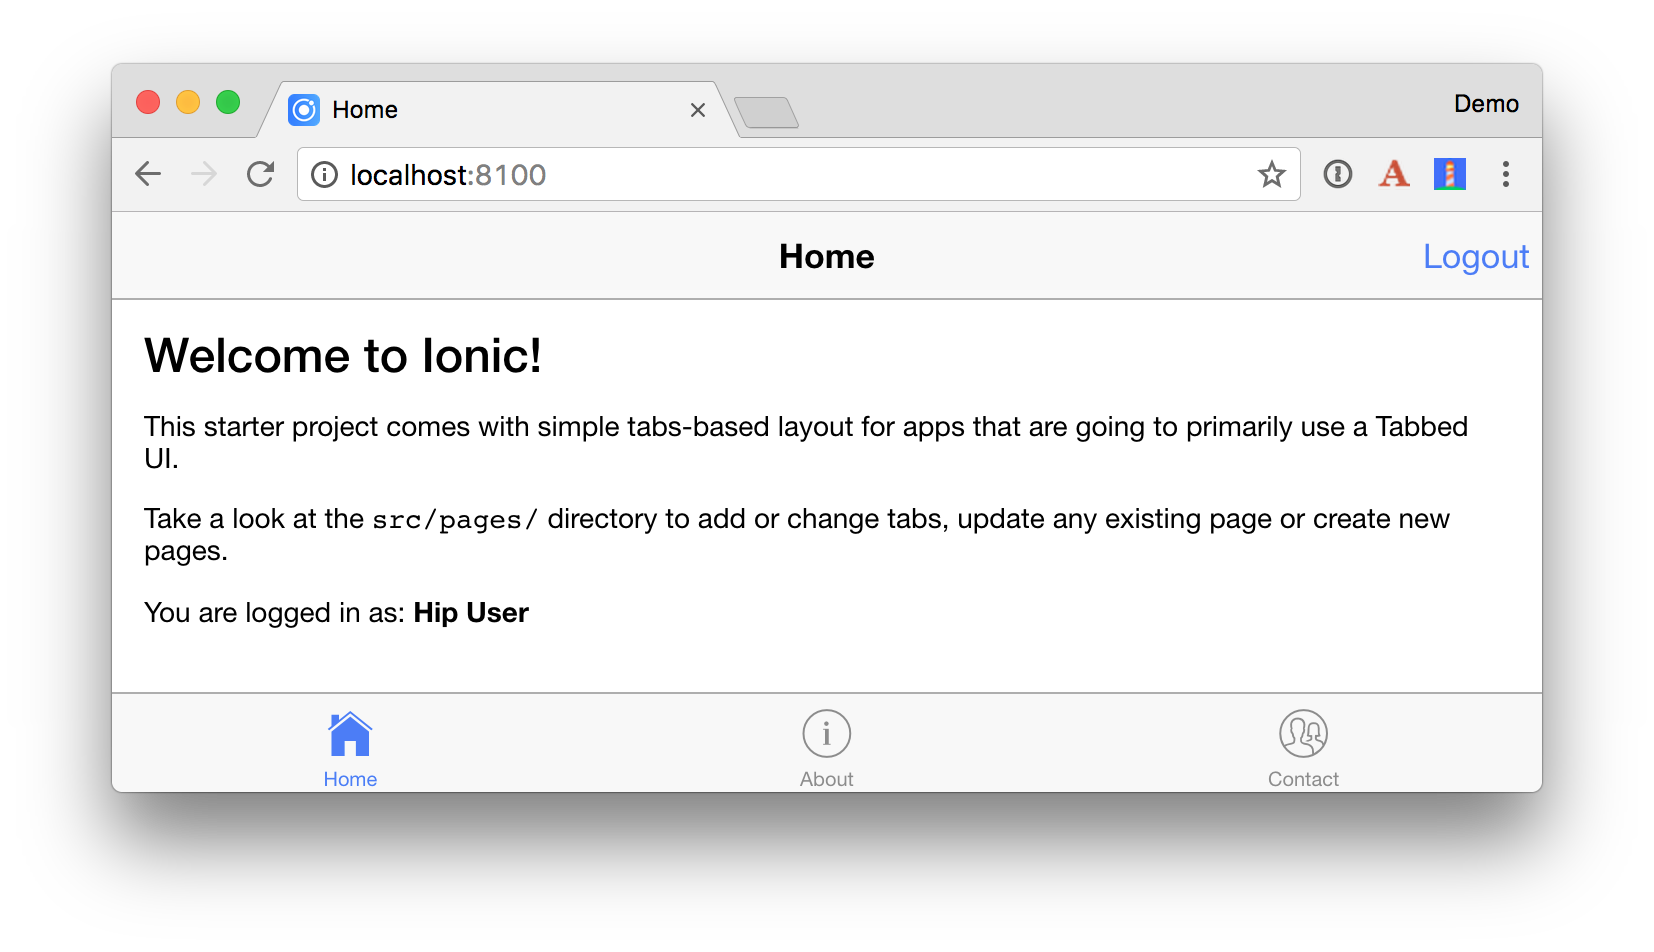 Home
Demo
localhost:8100
A
Home
Logout
Welcome to Ionic!
This starter project comes with simple tabs-based layout for apps that are going to primarily use a Tabbed
UI.
Take a look at the src/pages/ directory to add or change tabs, update any existing page or create new
pages.
You are logged in as: Hip User
Home
About
Contact